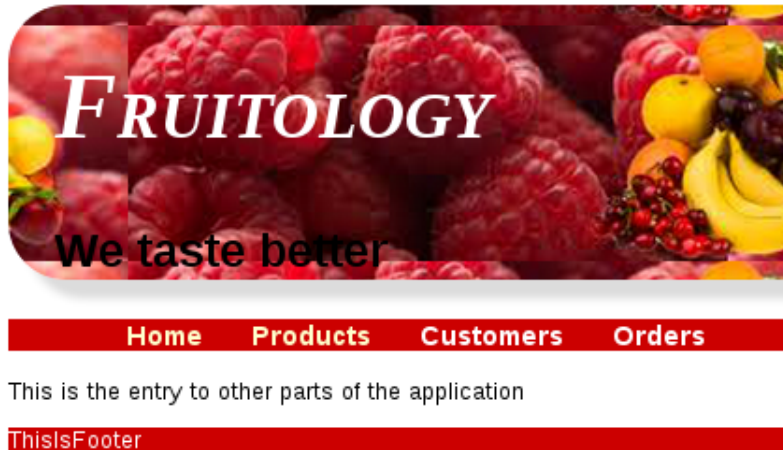 FRUITOLOGY
We taste better
Home Products Customers Orders
This is the entry to other parts of the application
ThisIsFooter